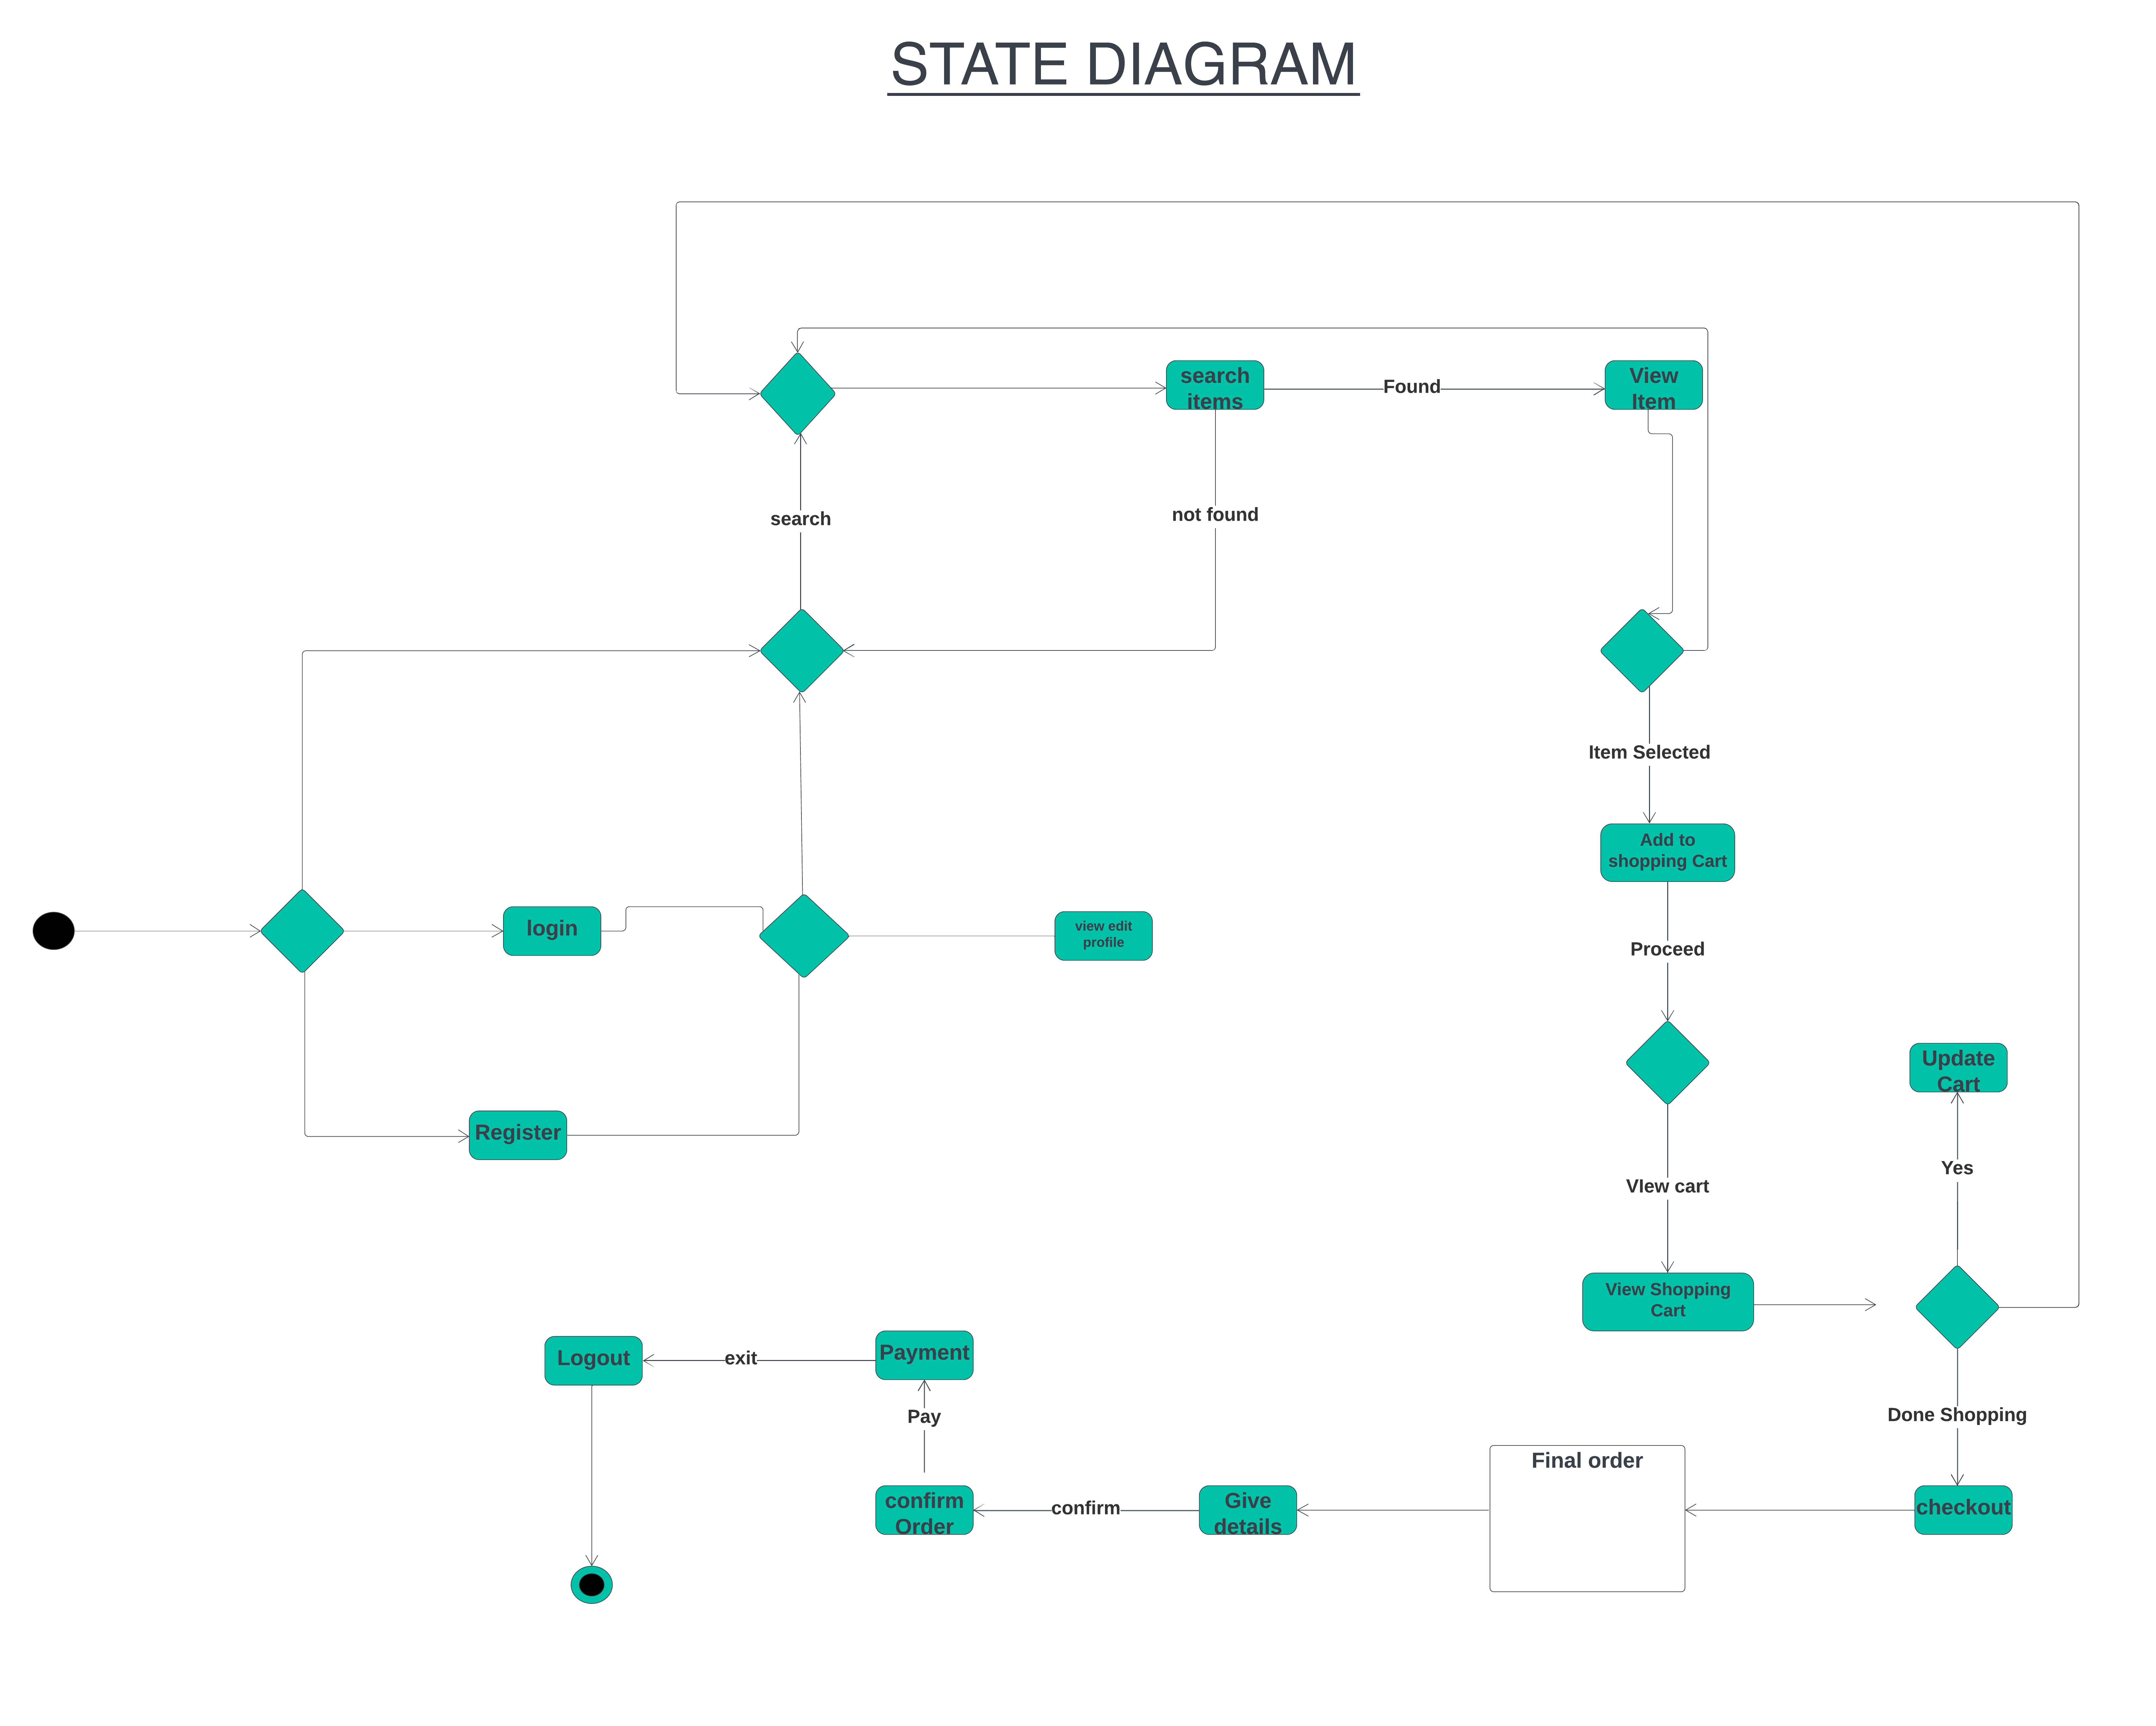 STATE DIAGRAM
search
items
Found
View
Item
search
not found
Item Selected
Add to
shopping Cart
login
view edit
profile
Proceed
Update
Cart
Register
Yes
VIew cart
View Shopping
Cart
Logout
exit
Payment
Pay
Done Shopping
Final order
confirm
Order
confirm
Give
details
checkout